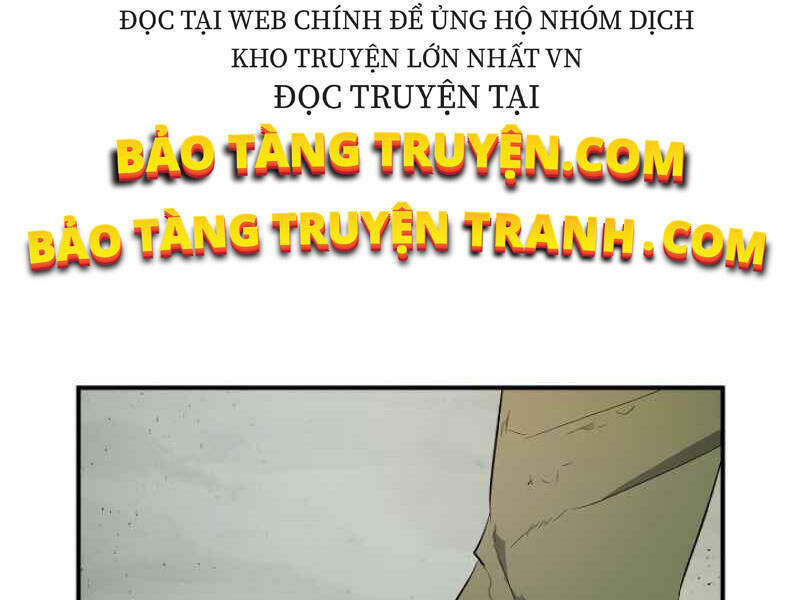 ĐỌC TẠI WEB CHÍNH ĐỂ ỦNG HỘ NHÓM DỊCH
KHO TRUYỆN LỚN NHẤT VN
ĐỌC TRUYỆN TẠI
BẢO TÀNG TRUYỆN.COM
BẢO TÀNG TRUYỆN TRANH.COM